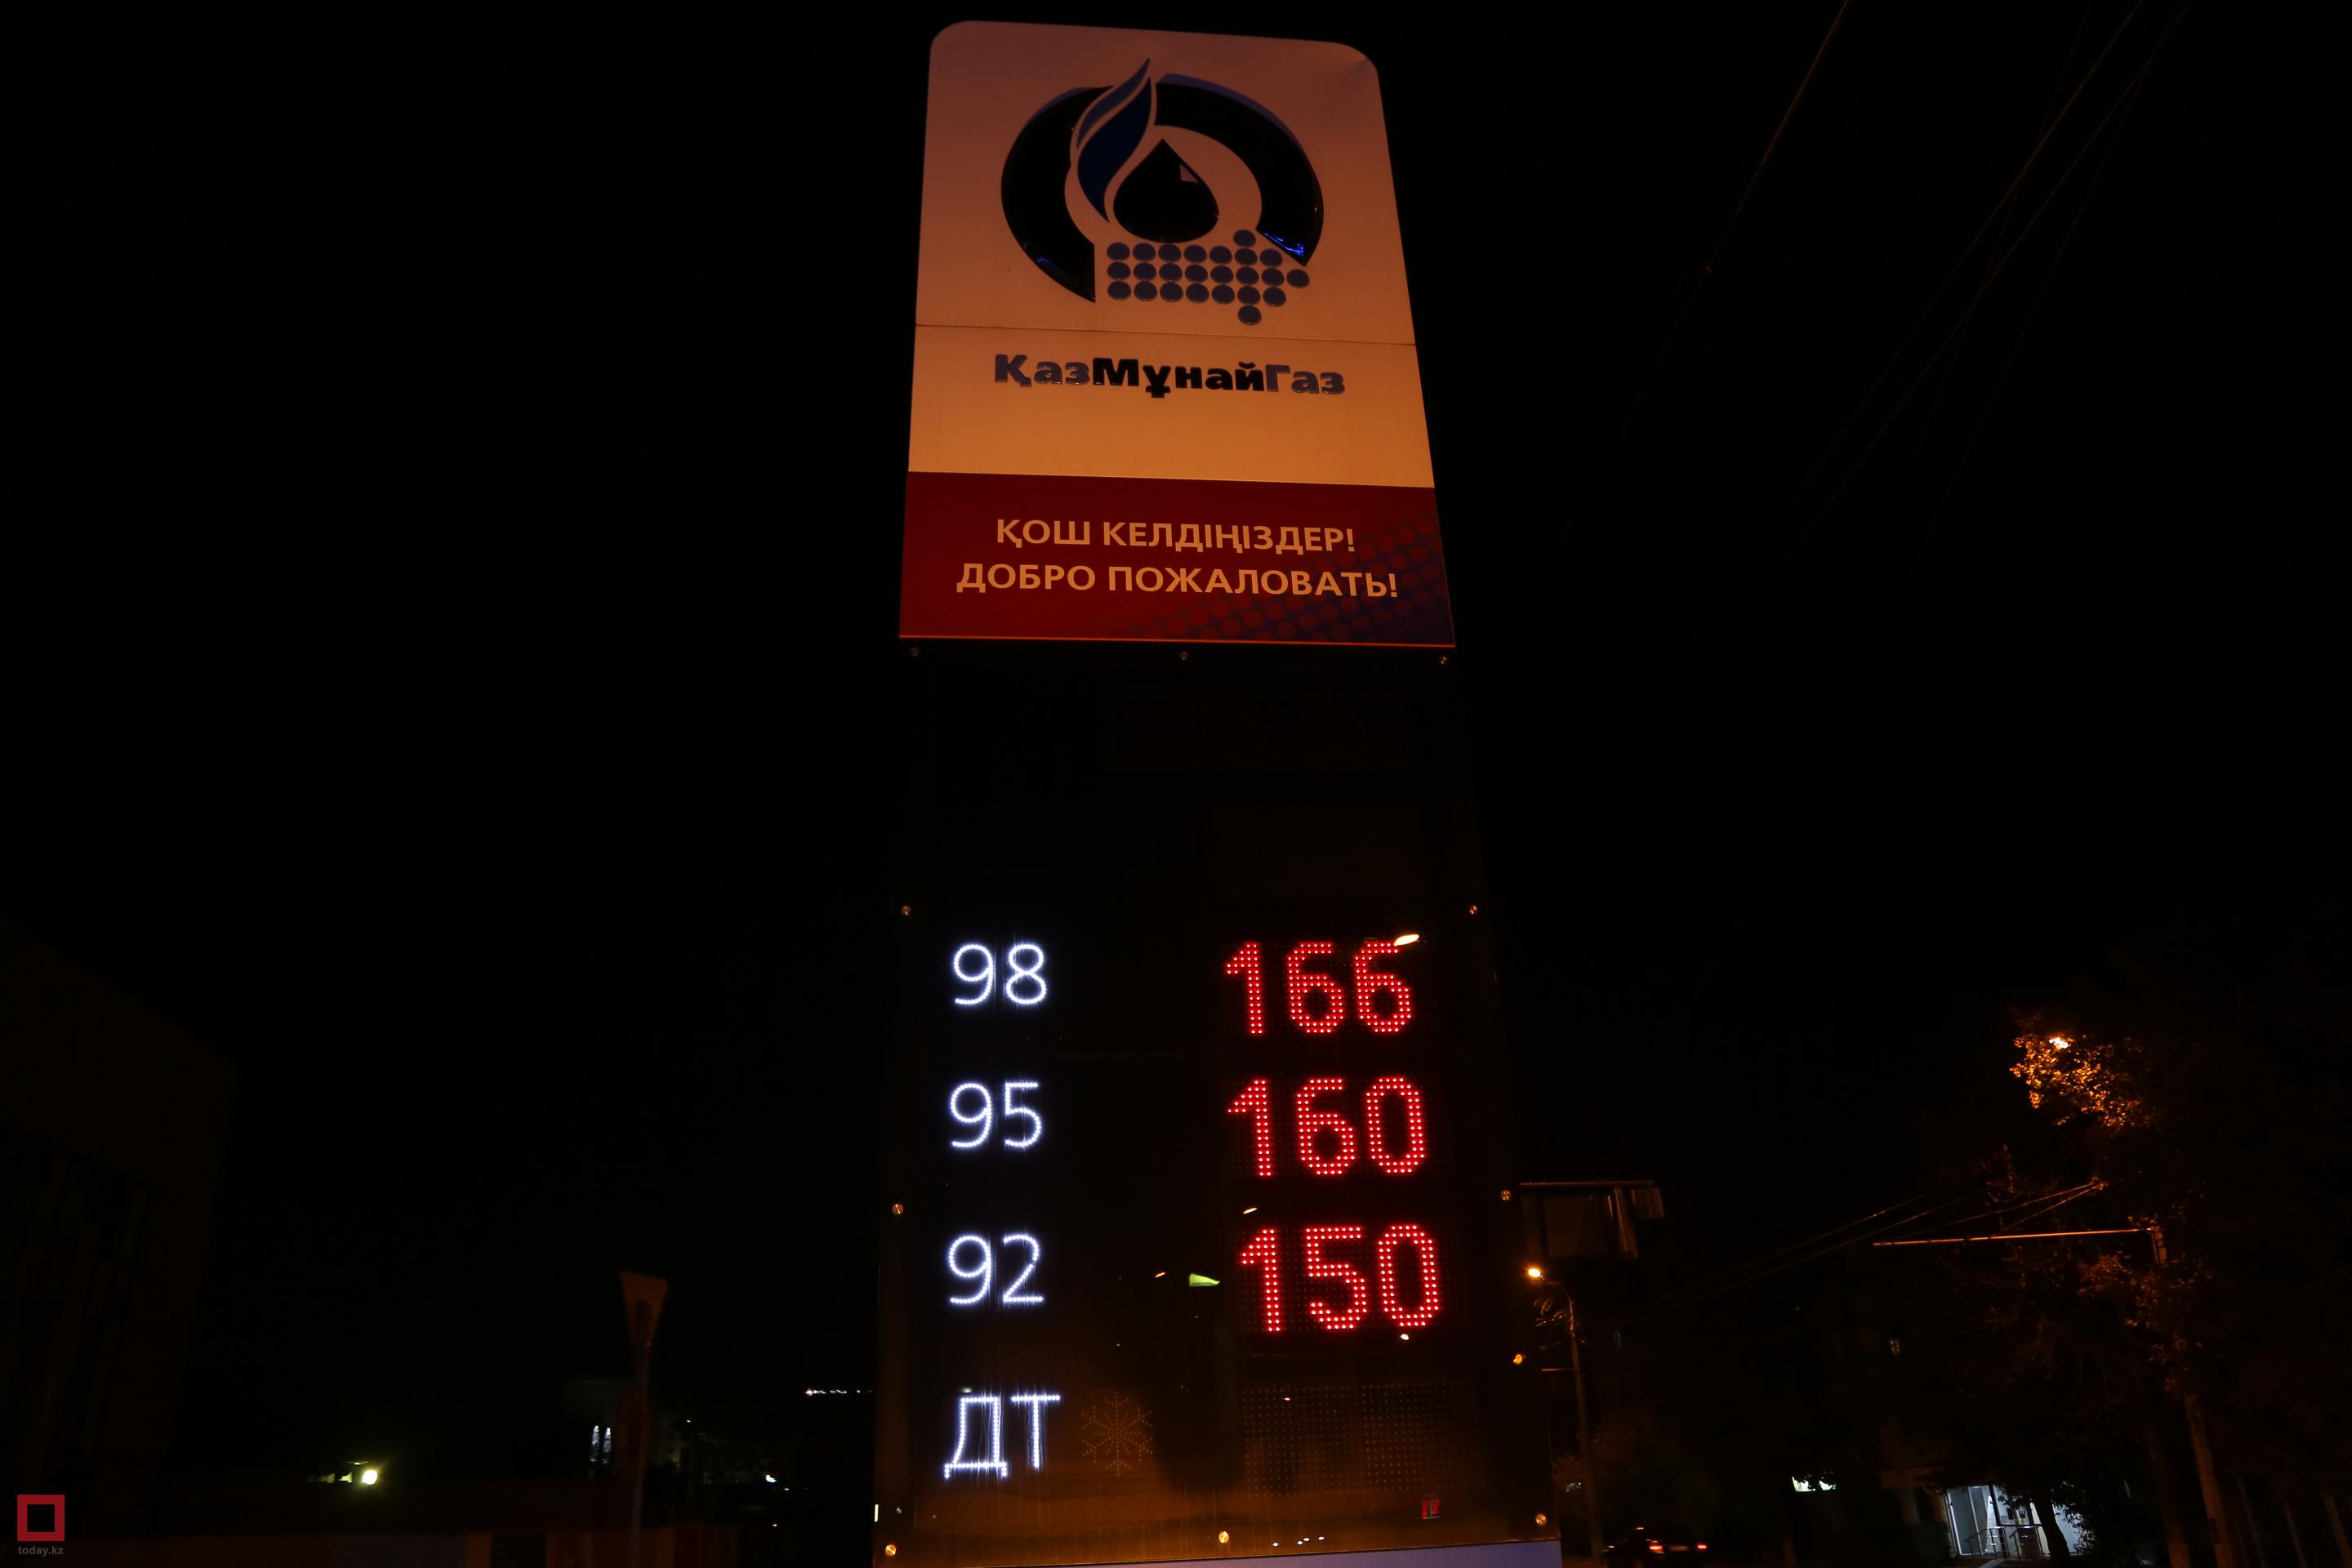 ҚазМұнайГаз
ҚОШ КЕЛДІҢІЗДЕР!
ДОБРО ПОЖАЛОВАТЬ!
98 166
95 160
92 150
ДТ
today.kz